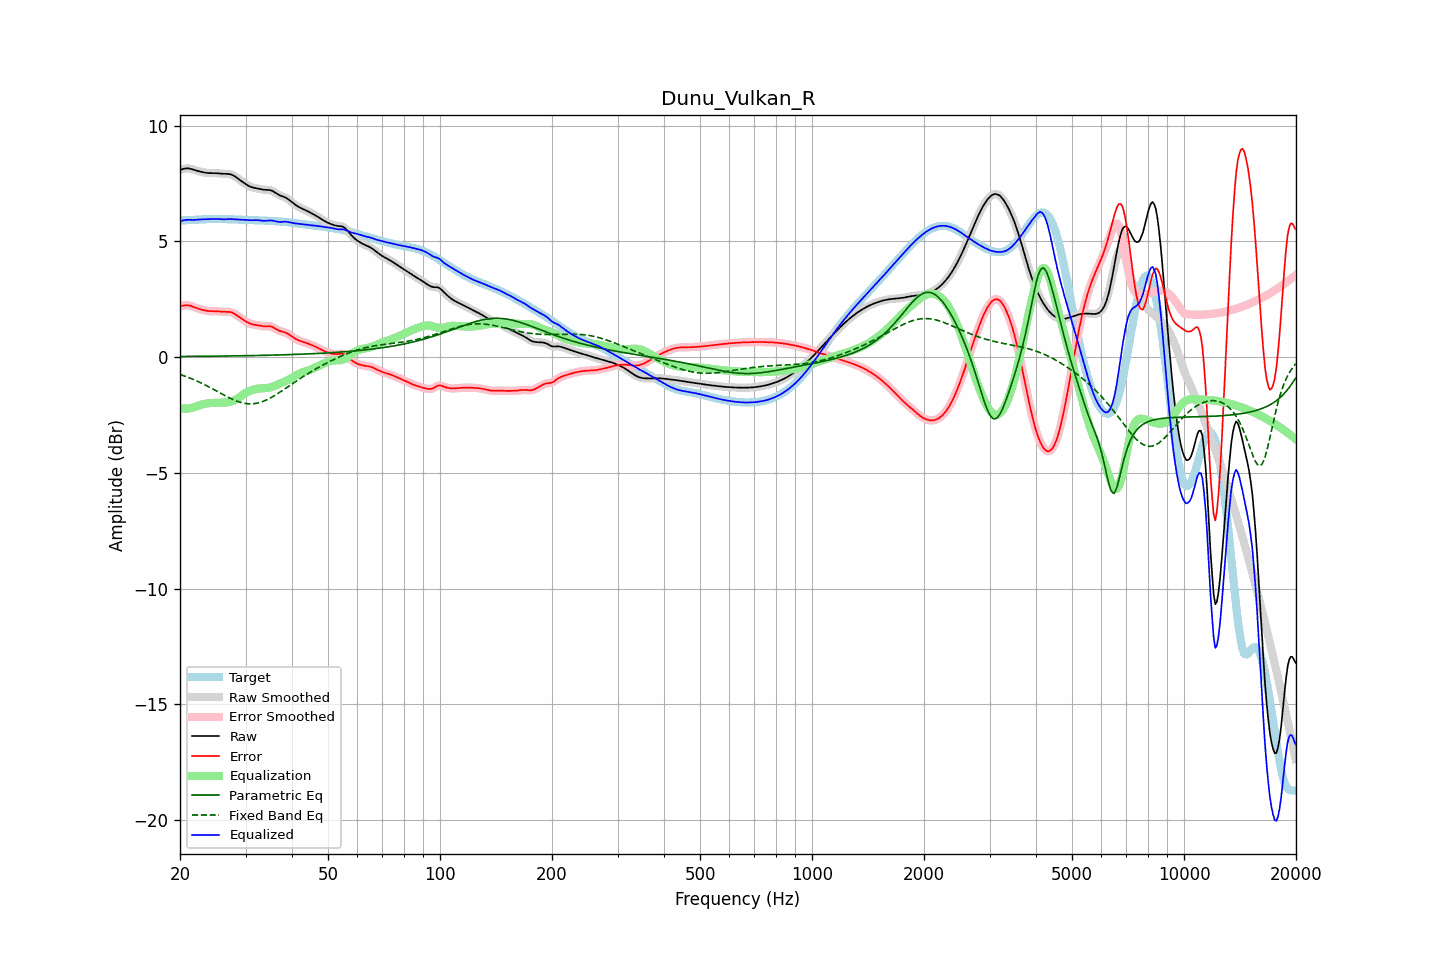 Dunu_Vulkan_R
Amplitude (dBr)
10
5
0
−5
−10
−15
−20
Target
Raw Smoothed
Error Smoothed
Raw
Error
Equalization
Parametric Eq
Fixed Band Eq
Equalized
20 50 100 200 500 1000 2000 5000 10000 20000
Frequency (Hz)